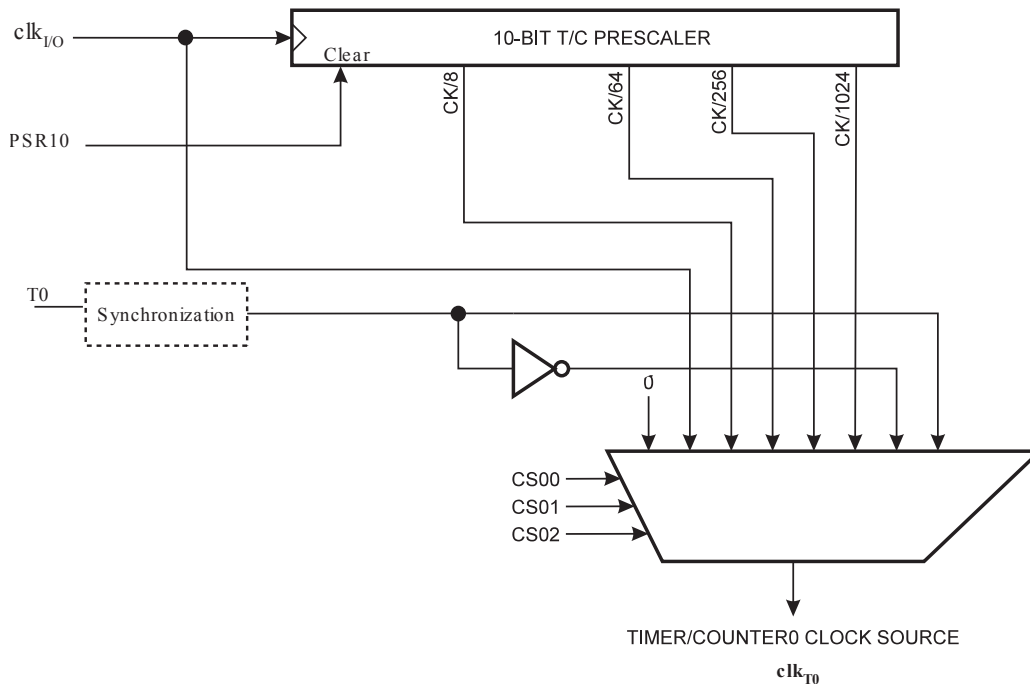 clk_I/O
10-BIT T/C PRESCALER
Clear
CK/8
CK/64
CK/256
CK/1024
PSR10
T0
Synchronization
0
CS00
CS01
CS02
TIMER/COUNTER0 CLOCK SOURCE
clk_T0